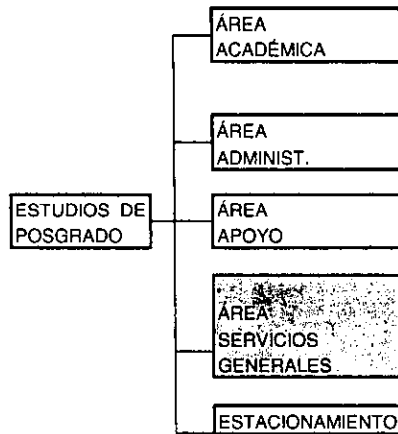 ÁREA
ACADÉMICA
ÁREA
ADMINIST.
ESTUDIOS DE
POSGRADO
ÁREA
APOYO
ÁREA
SERVICIOS
GENERALES
ESTACIONAMIENTO